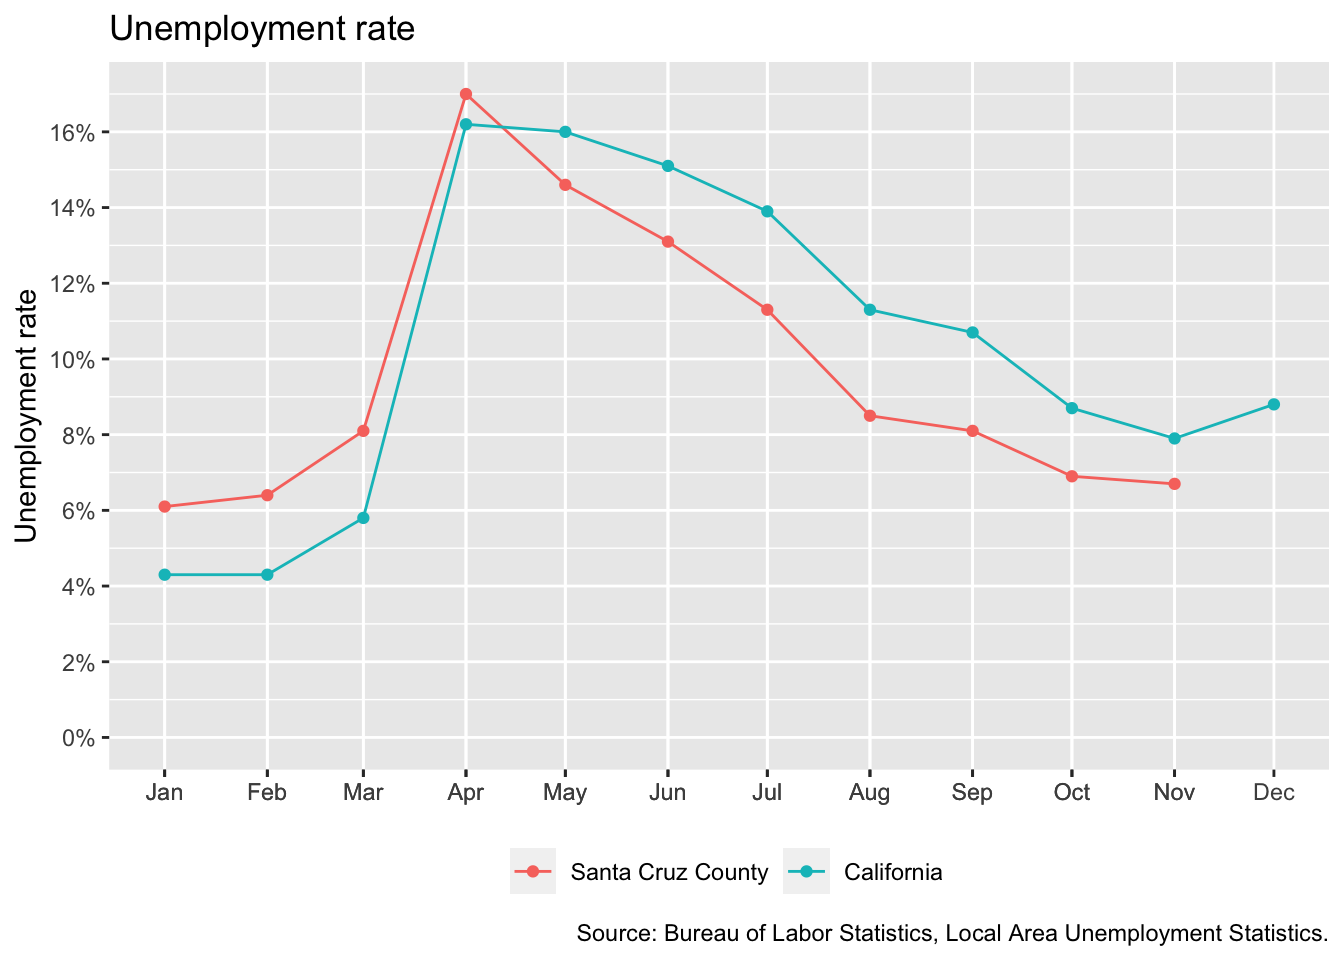 Unemployment rate
Unemployment rate
16%
14%
12%
10%
8%
6%
4%
2%
0%
Jan Feb Mar Apr May Jun Jul Aug Sep Oct Nov Dec
Santa Cruz County California
Source: Bureau of Labor Statistics, Local Area Unemployment Statistics.